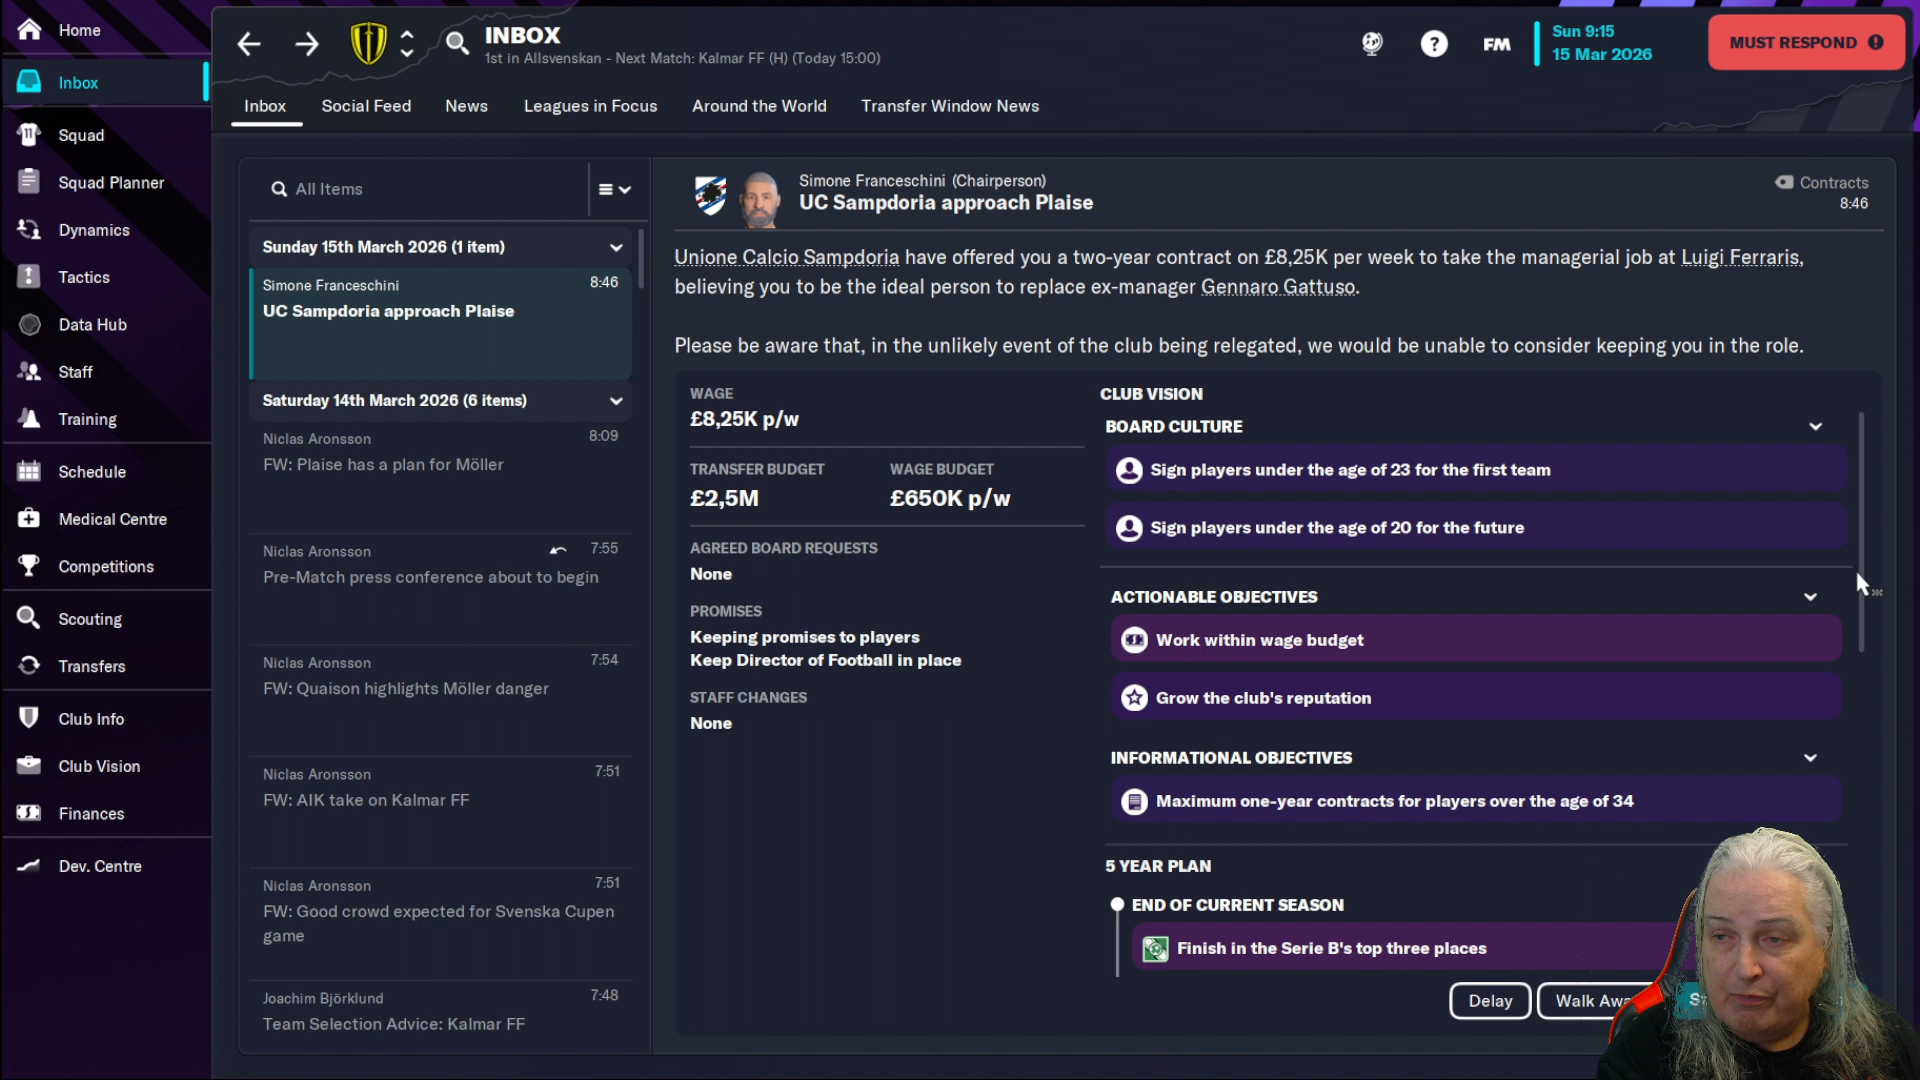 Home
Inbox
Squad
Squad Planner
Dynamics
Tactics
Data Hub
Staff
Training
Schedule
Medical Centre
Competitions
Scouting
Transfers
Club Info
Club Vision
Finances
Dev. Centre
INBOX
1st in Allsvenskan - Next Match: Kalmar FF (H) (Today 15:00)
FM
Sun 9:15
15 Mar 2026
MUST RESPOND
Inbox Social Feed News Leagues in Focus Around the World Transfer Window News
All Items
Sunday 15th March 2026 (1 item)
Simone Franceschini 8:46
UC Sampdoria approach Plaise
Saturday 14th March 2026 (6 items)
Niclas Aronsson 8:09
FW: Plaise has a plan for Möller
Niclas Aronsson 7:55
Pre-Match press conference about to begin
Niclas Aronsson 7:54
FW: Quaison highlights Möller danger
Niclas Aronsson 7:51
FW: AIK take on Kalmar FF
Niclas Aronsson 7:51
FW: Good crowd expected for Svenska Cupen
game
Joachim Björklund 7:48
Team Selection Advice: Kalmar FF
Simone Franceschini (Chairperson)
UC Sampdoria approach Plaise
Contracts
8:46
Unione Calcio Sampdoria have offered you a two-year contract on £8,25K per week to take the managerial job at Luigi Ferraris,
believing you to be the ideal person to replace ex-manager Gennaro Gattuso.
Please be aware that, in the unlikely event of the club being relegated, we would be unable to consider keeping you in the role.
WAGE
£8,25K p/w
TRANSFER BUDGET WAGE BUDGET
£2,5M £650K p/w
AGREED BOARD REQUESTS
None
PROMISES
Keeping promises to players
Keep Director of Football in place
STAFF CHANGES
None
CLUB VISION
BOARD CULTURE
Sign players under the age of 23 for the first team
Sign players under the age of 20 for the future
ACTIONABLE OBJECTIVES
Work within wage budget
Grow the club's reputation
INFORMATIONAL OBJECTIVES
Maximum one-year contracts for players over the age of 34
5 YEAR PLAN
END OF CURRENT SEASON
Finish in the Serie B's top three places
Delay Walk